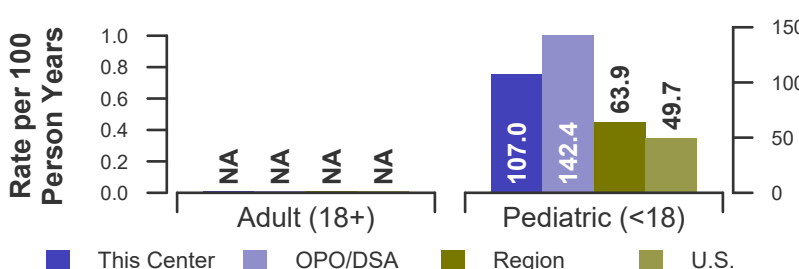 Rate per 100
Person Years
1.0
0.8
0.6
0.4
0.2
0.0
NA NA NA NA
Adult (18+)
107.0 142.4 63.9 49.7
Pediatric (<18)
150
100
50
0
This Center OPO/DSA Region U.S.